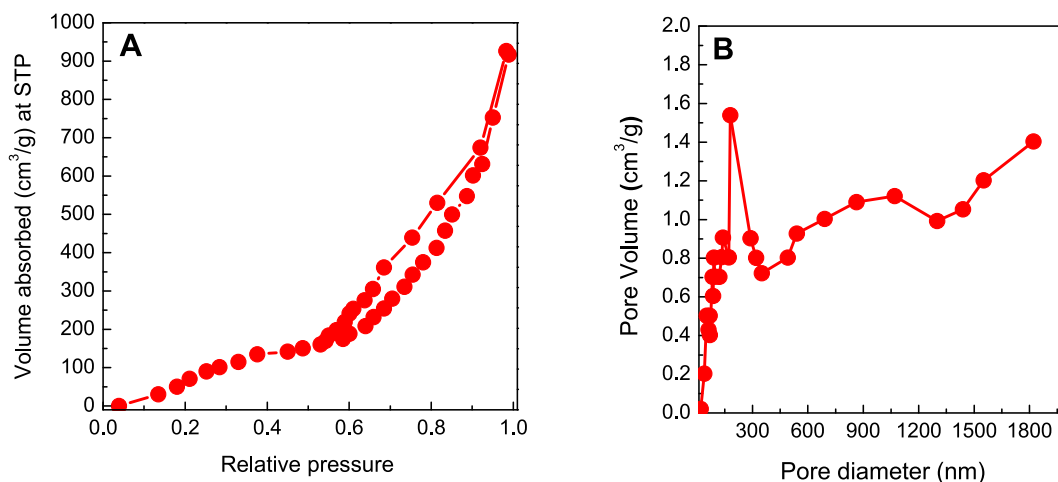 A
1000
900
800
700
600
500
400
300
200
100
0
0.0 0.2 0.4 0.6 0.8 1.0
Volume absorbed (cm³/g) at STP
Relative pressure
B
2.0
1.8
1.6
1.4
1.2
1.0
0.8
0.6
0.4
0.2
0.0
300 600 900 1200 1500 1800
Pore Volume (cm³/g)
Pore diameter (nm)